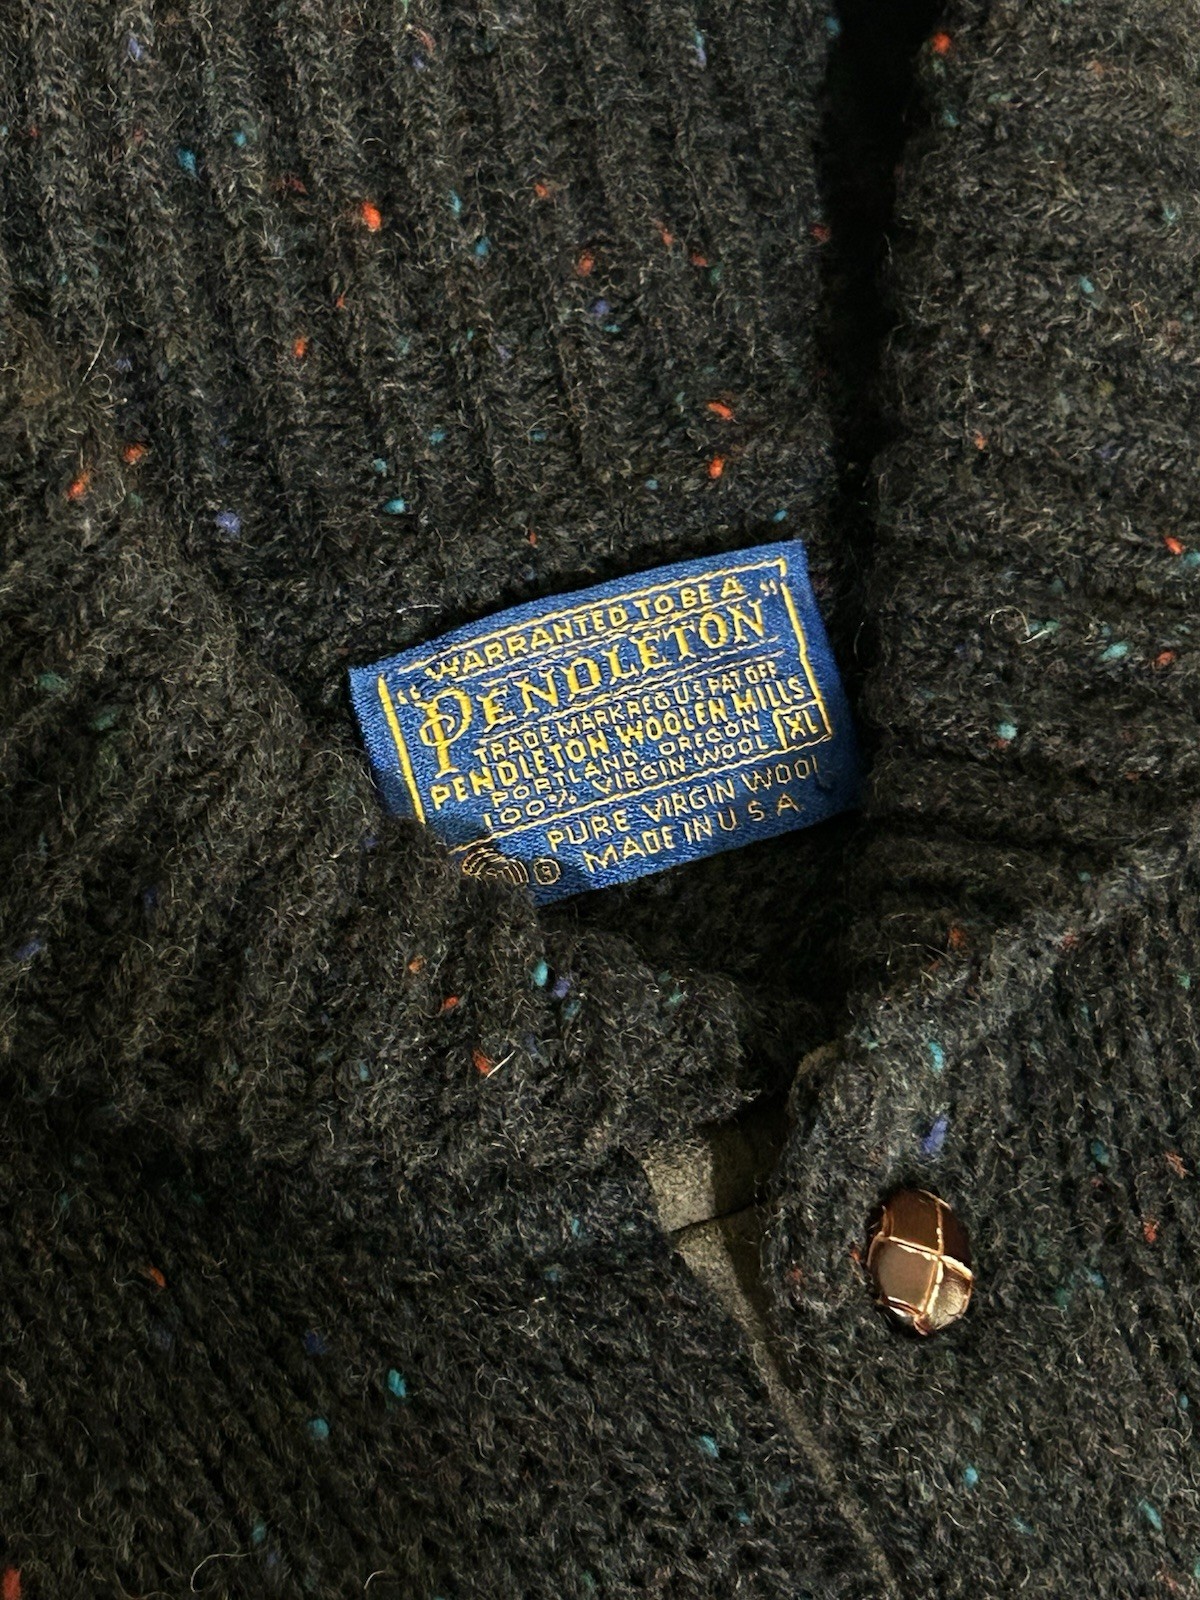 WARRANTED TO BE A
"PENDLETON"
TRADE MARK REG U S PAT OFF
PENDLETON WOOLEN MILLS
PORTLAND, OREGON
100% VIRGIN WOOL XL
PURE VIRGIN WOOL
® MADE IN U S A